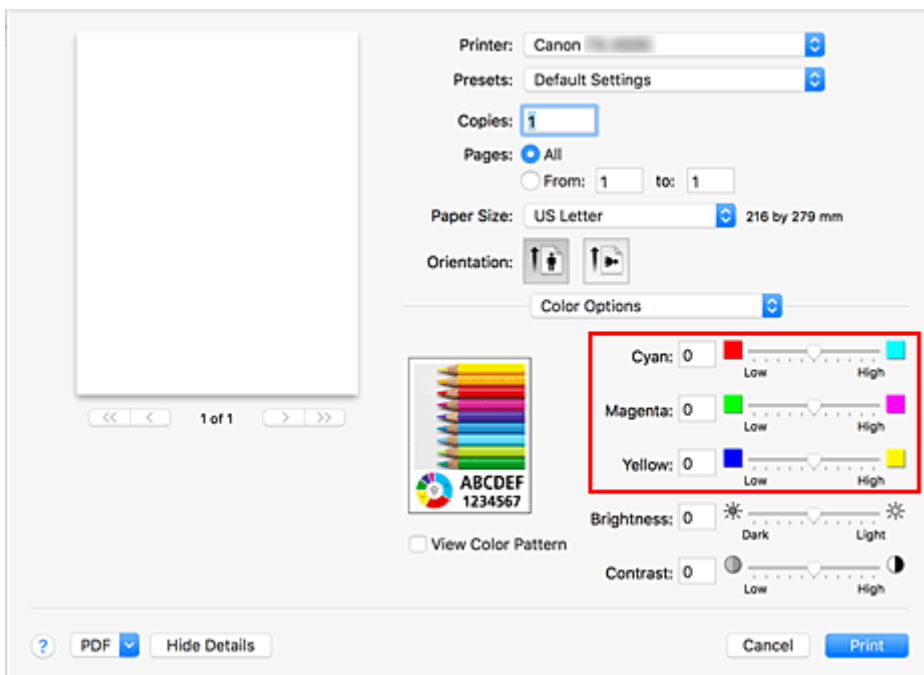 Printer: Canon
Presets: Default Settings
Copies: 1
Pages: All
From: 1 to: 1
Paper Size: US Letter 216 by 279 mm
Orientation:
Color Options
1 of 1
ABCDEF
1234567
View Color Pattern
Cyan: 0
Low High
Magenta: 0
Low High
Yellow: 0
Low High
Brightness: 0
Dark Light
Contrast: 0
Low High
? PDF Hide Details Cancel Print